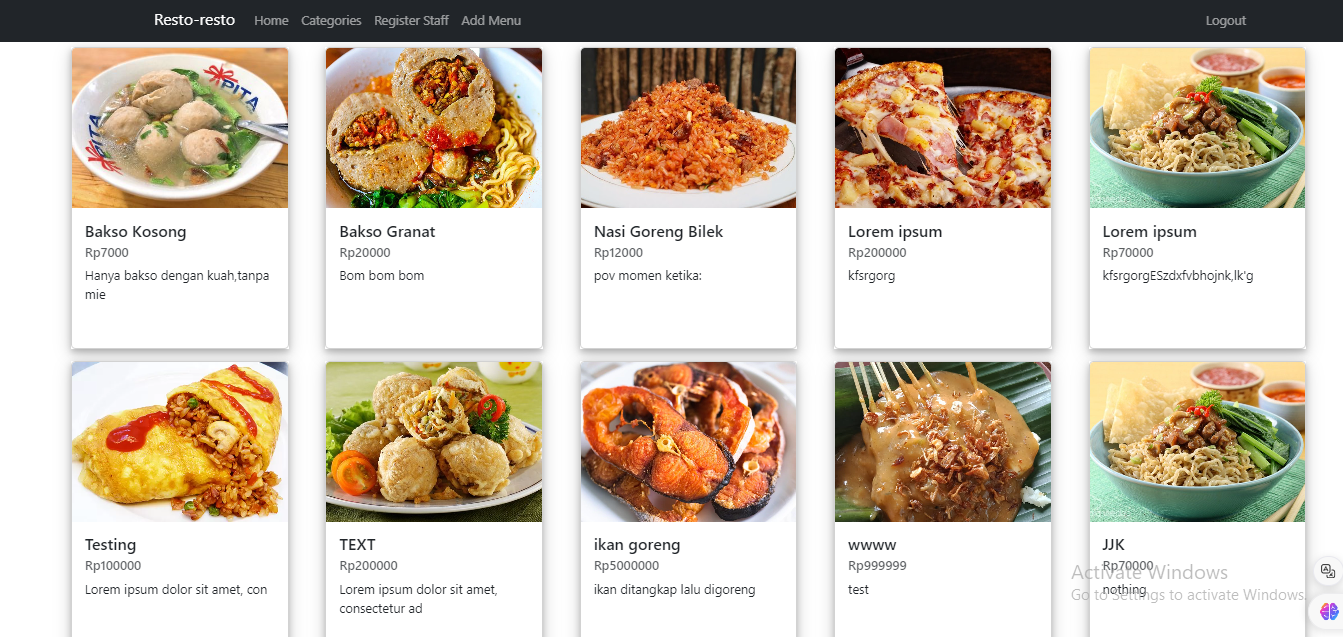 Resto-resto Home Categories Register Staff Add Menu Logout
PITA
PITA
Bakso Kosong
Rp7000
Hanya bakso dengan kuah,tanpa
mie
Bakso Granat
Rp20000
Bom bom bom
Nasi Goreng Bilek
Rp12000
pov momen ketika:
Lorem ipsum
Rp200000
kfsrgorg
Lorem ipsum
Rp70000
kfsrgorgESzdxfvbhojnk,lk'g
Testing
Rp100000
Lorem ipsum dolor sit amet, con
TEXT
Rp200000
Lorem ipsum dolor sit amet,
consectetur ad
ikan goreng
Rp5000000
ikan ditangkap lalu digoreng
wwww
Rp999999
test
JJK
Rp70000
nothing
Activate Windows
Go to Settings to activate Windows.